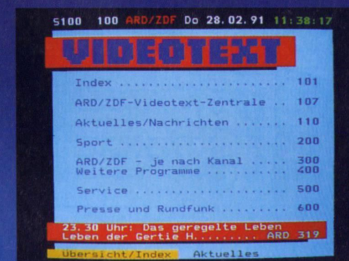 S100 100 ARD/ZDF Do 28.02.91 11:38:17
VIDEOTEXT
Index .................... 101
ARD/ZDF-Videotext-Zentrale .. 107
Aktuelles/Nachrichten ...... 110
Sport .................... 200
ARD/ZDF - je nach Kanal ..... 300
Weitere Programme ......... 400
Service .................. 500
Presse und Rundfunk ....... 600
23.30 Uhr: Das geregelte Leben
Leben der Gertie H......... ARD 319
Übersicht/Index Aktuelles